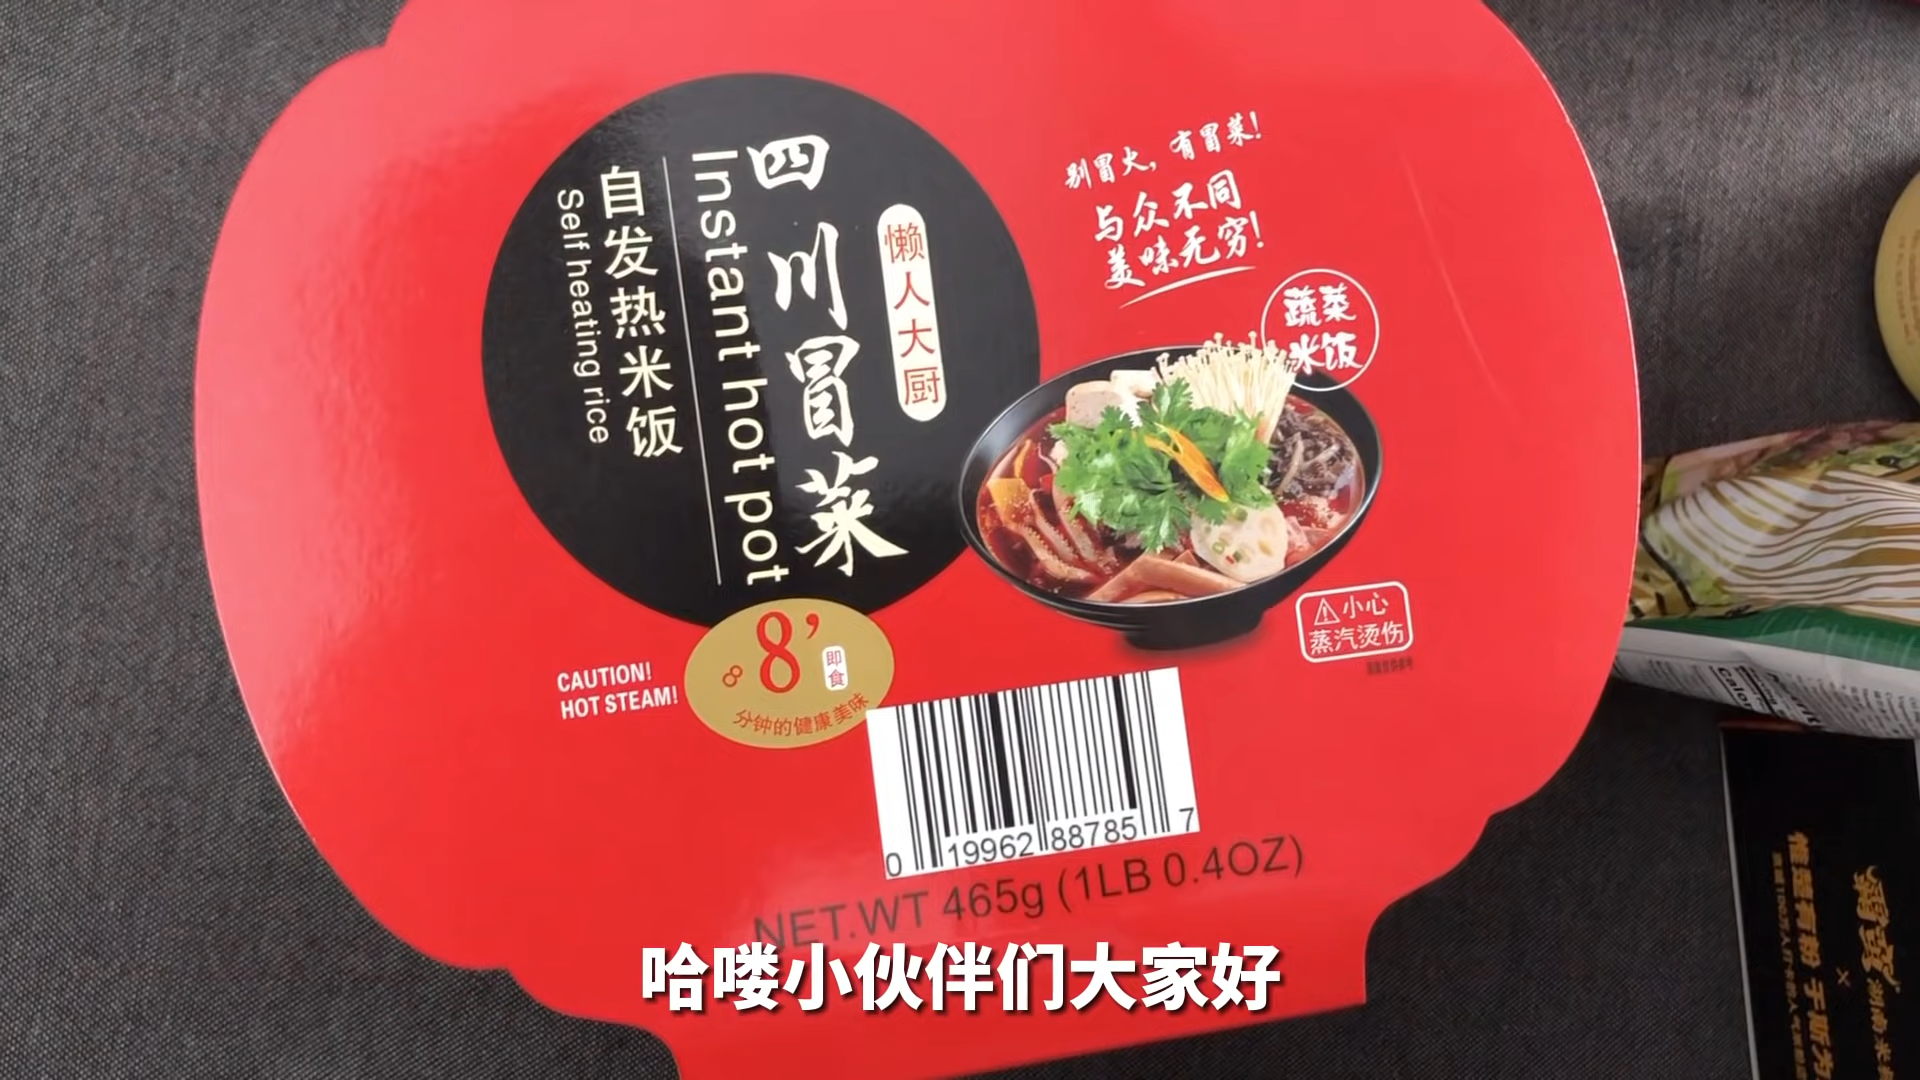 懒人大厨
四川冒菜
Instant hot pot
自发热米饭
Self heating rice
别冒火，有冒菜！
与众不同
美味无穷！
蔬菜
米饭
小心
蒸汽烫伤
CAUTION!
HOT STEAM!
8’
即食
分钟的健康美味
0 19962 88785 7
NET.WT 465g (1LB 0.4OZ)
哈喽小伙伴们大家好